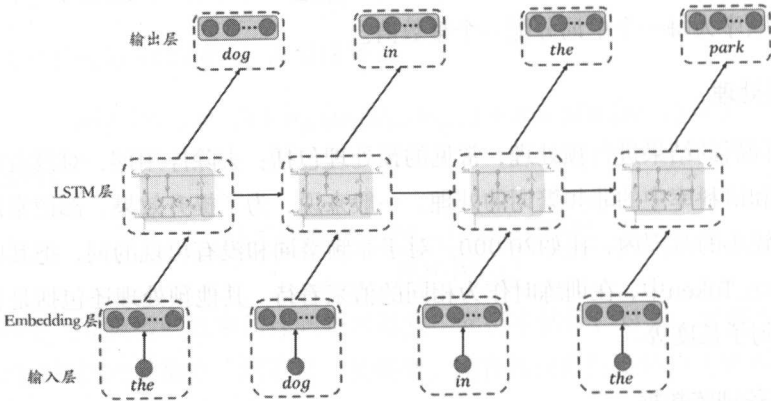 输出层
dog in the park
LSTM层
Embedding层
输入层
the dog in the